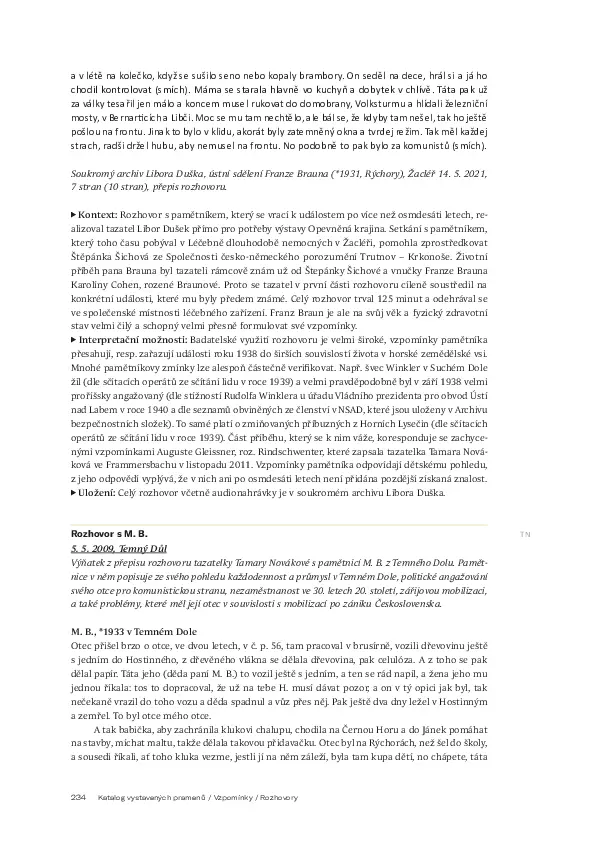 a v létě na kolečko, když se sušilo seno nebo kopaly brambory. On seděl na dece, hrál si a já ho
chodil kontrolovat (smích). Máma se starala hlavně vo kuchyň a dobytek v chlívě. Táta pak už
za války tesařil jen málo a koncem musel rukovat do domobrany, Volksturmu a hlídali železniční
mosty, v Bernarticích a Libči. Moc se mu tam nechtělo, ale bál se, že kdyby tam nešel, tak ho ještě
pošlou na frontu. Jinak to bylo v klidu, akorát byly zatemněný okna a tvrdej režim. Tak měl každej
strach, radši držel hubu, aby nemusel na frontu. No podobně to pak bylo za komunistů (smích).
Soukromý archiv Libora Duška, ústní sdělení Franze Brauna (*1931, Rýchory), Žacléř 14. 5. 2021,
7 stran (10 stran), přepis rozhovoru.
▶ Kontext: Rozhovor s pamětníkem, který se vrací k událostem po více než osmdesáti letech, re-
alizoval tazatel Libor Dušek přímo pro potřeby výstavy Opevněná krajina. Setkání s pamětníkem,
který toho času pobýval v Léčebně dlouhodobě nemocných v Žacléři, pomohla zprostředkovat
Štěpánka Šichová ze Společnosti česko-německého porozumění Trutnov – Krkonoše. Životní
příběh pana Brauna byl tazateli rámcově znám už od Štepánky Šichové a vnučky Franze Brauna
Karolíny Cohen, rozené Braunové. Proto se tazatel v první části rozhovoru cíleně soustředil na
konkrétní události, které mu byly předem známé. Celý rozhovor trval 125 minut a odehrával se
ve společenské místnosti léčebného zařízení. Franz Braun je ale na svůj věk a fyzický zdravotní
stav velmi čilý a schopný velmi přesně formulovat své vzpomínky.
▶ Interpretační možnosti: Badatelské využití rozhovoru je velmi široké, vzpomínky pamětníka
přesahují, resp. zařazují události roku 1938 do širších souvislostí života v horské zemědělské vsi.
Mnohé pamětníkovy zmínky lze alespoň částečně verifikovat. Např. švec Winkler v Suchém Dole
žil (dle sčítacích operátů ze sčítání lidu v roce 1939) a velmi pravděpodobně byl v září 1938 velmi
proříšsky angažovaný (dle stížností Rudolfa Winklera u úřadu Vládního prezidenta pro obvod Ústí
nad Labem v roce 1940 a dle seznamů obviněných ze členství v NSAD, které jsou uloženy v Archivu
bezpečnostních složek). To samé platí o zmiňovaných příbuzných z Horních Lysečin (dle sčítacích
operátů ze sčítání lidu v roce 1939). Část příběhu, který se k nim váže, koresponduje se zachyce-
nými vzpomínkami Auguste Gleissner, roz. Rindschwenter, které zapsala tazatelka Tamara Nová-
ková ve Frammersbachu v listopadu 2011. Vzpomínky pamětníka odpovídají dětskému pohledu,
z jeho odpovědí vyplývá, že v nich ani po osmdesáti letech není přidána pozdější získaná znalost.
▶ Uložení: Celý rozhovor včetně audionahrávky je v soukromém archivu Libora Duška.
Rozhovor s M. B.
TN
5. 5. 2009, Temný Důl
Výňatek z přepisu rozhovoru tazatelky Tamary Novákové s pamětnicí M. B. z Temného Dolu. Pamět-
nice v něm popisuje ze svého pohledu každodennost a průmysl v Temném Dole, politické angažování
svého otce pro komunistickou stranu, nezaměstnanost ve 30. letech 20. století, zářijovou mobilizaci,
a také problémy, které měl její otec v souvislosti s mobilizací po zániku Československa.
M. B., *1933 v Temném Dole
Otec přišel brzo o otce, ve dvou letech, v č. p. 56, tam pracoval v brusírně, vozili dřevovinu ještě
s jedním do Hostinného, z dřevěného vlákna se dělala dřevovina, pak celulóza. A z toho se pak
dělal papír. Táta jeho (děda paní M. B.) to vozil ještě s jedním, a ten se rád napil, a žena jeho mu
jednou říkala: tos to dopracoval, že už na tebe H. musí dávat pozor, a on v tý opici jak byl, tak
nečekaně vrazil do toho vozu a děda spadnul a vůz přes něj. Pak ještě dva dny ležel v Hostinným
a zemřel. To byl otce mého otce.
A tak babička, aby zachránila klukovi chalupu, chodila na Černou Horu a do Jánek pomáhat
na stavby, míchat maltu, takže dělala takovou přidavačku. Otec byl na Rýchorách, než šel do školy,
a sousedi říkali, ať toho kluka vezme, jestli jí na něm záleží, byla tam kupa dětí, no chápete, táta
234 Katalog vystavených pramenů / Vzpomínky / Rozhovory